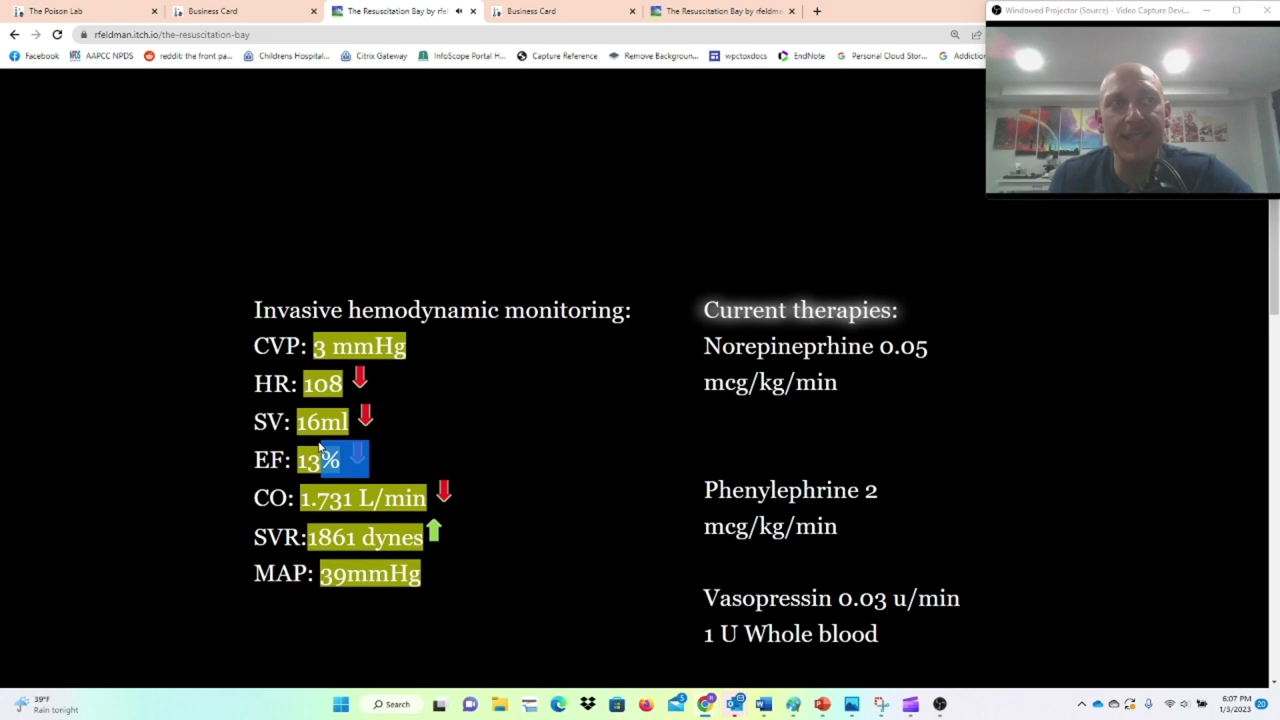 The Poison Lab
Business Card
The Resuscitation Bay by rfel
Business Card
The Resuscitation Bay by rfeldma
Windowed Projector (Source) - Video Capture Devi...
rfeldman.itch.io/the-resuscitation-bay
Facebook
AAPCC NPDS
reddit: the front pa...
Childrens Hospital...
Citrix Gateway
InfoScope Portal H...
Capture Reference
Remove Backgroun...
wpctoxdocs
EndNote
Personal Cloud Stor...
Addiction
Invasive hemodynamic monitoring:
CVP: 3 mmHg
HR: 108
SV: 16ml
EF: 13%
CO: 1.731 L/min
SVR:1861 dynes
MAP: 39mmHg
Current therapies:
Norepineprhine 0.05
mcg/kg/min
Phenylephrine 2
mcg/kg/min
Vasopressin 0.03 u/min
1 U Whole blood
39°F
Rain tonight
Search
6:07 PM
1/3/2023
20